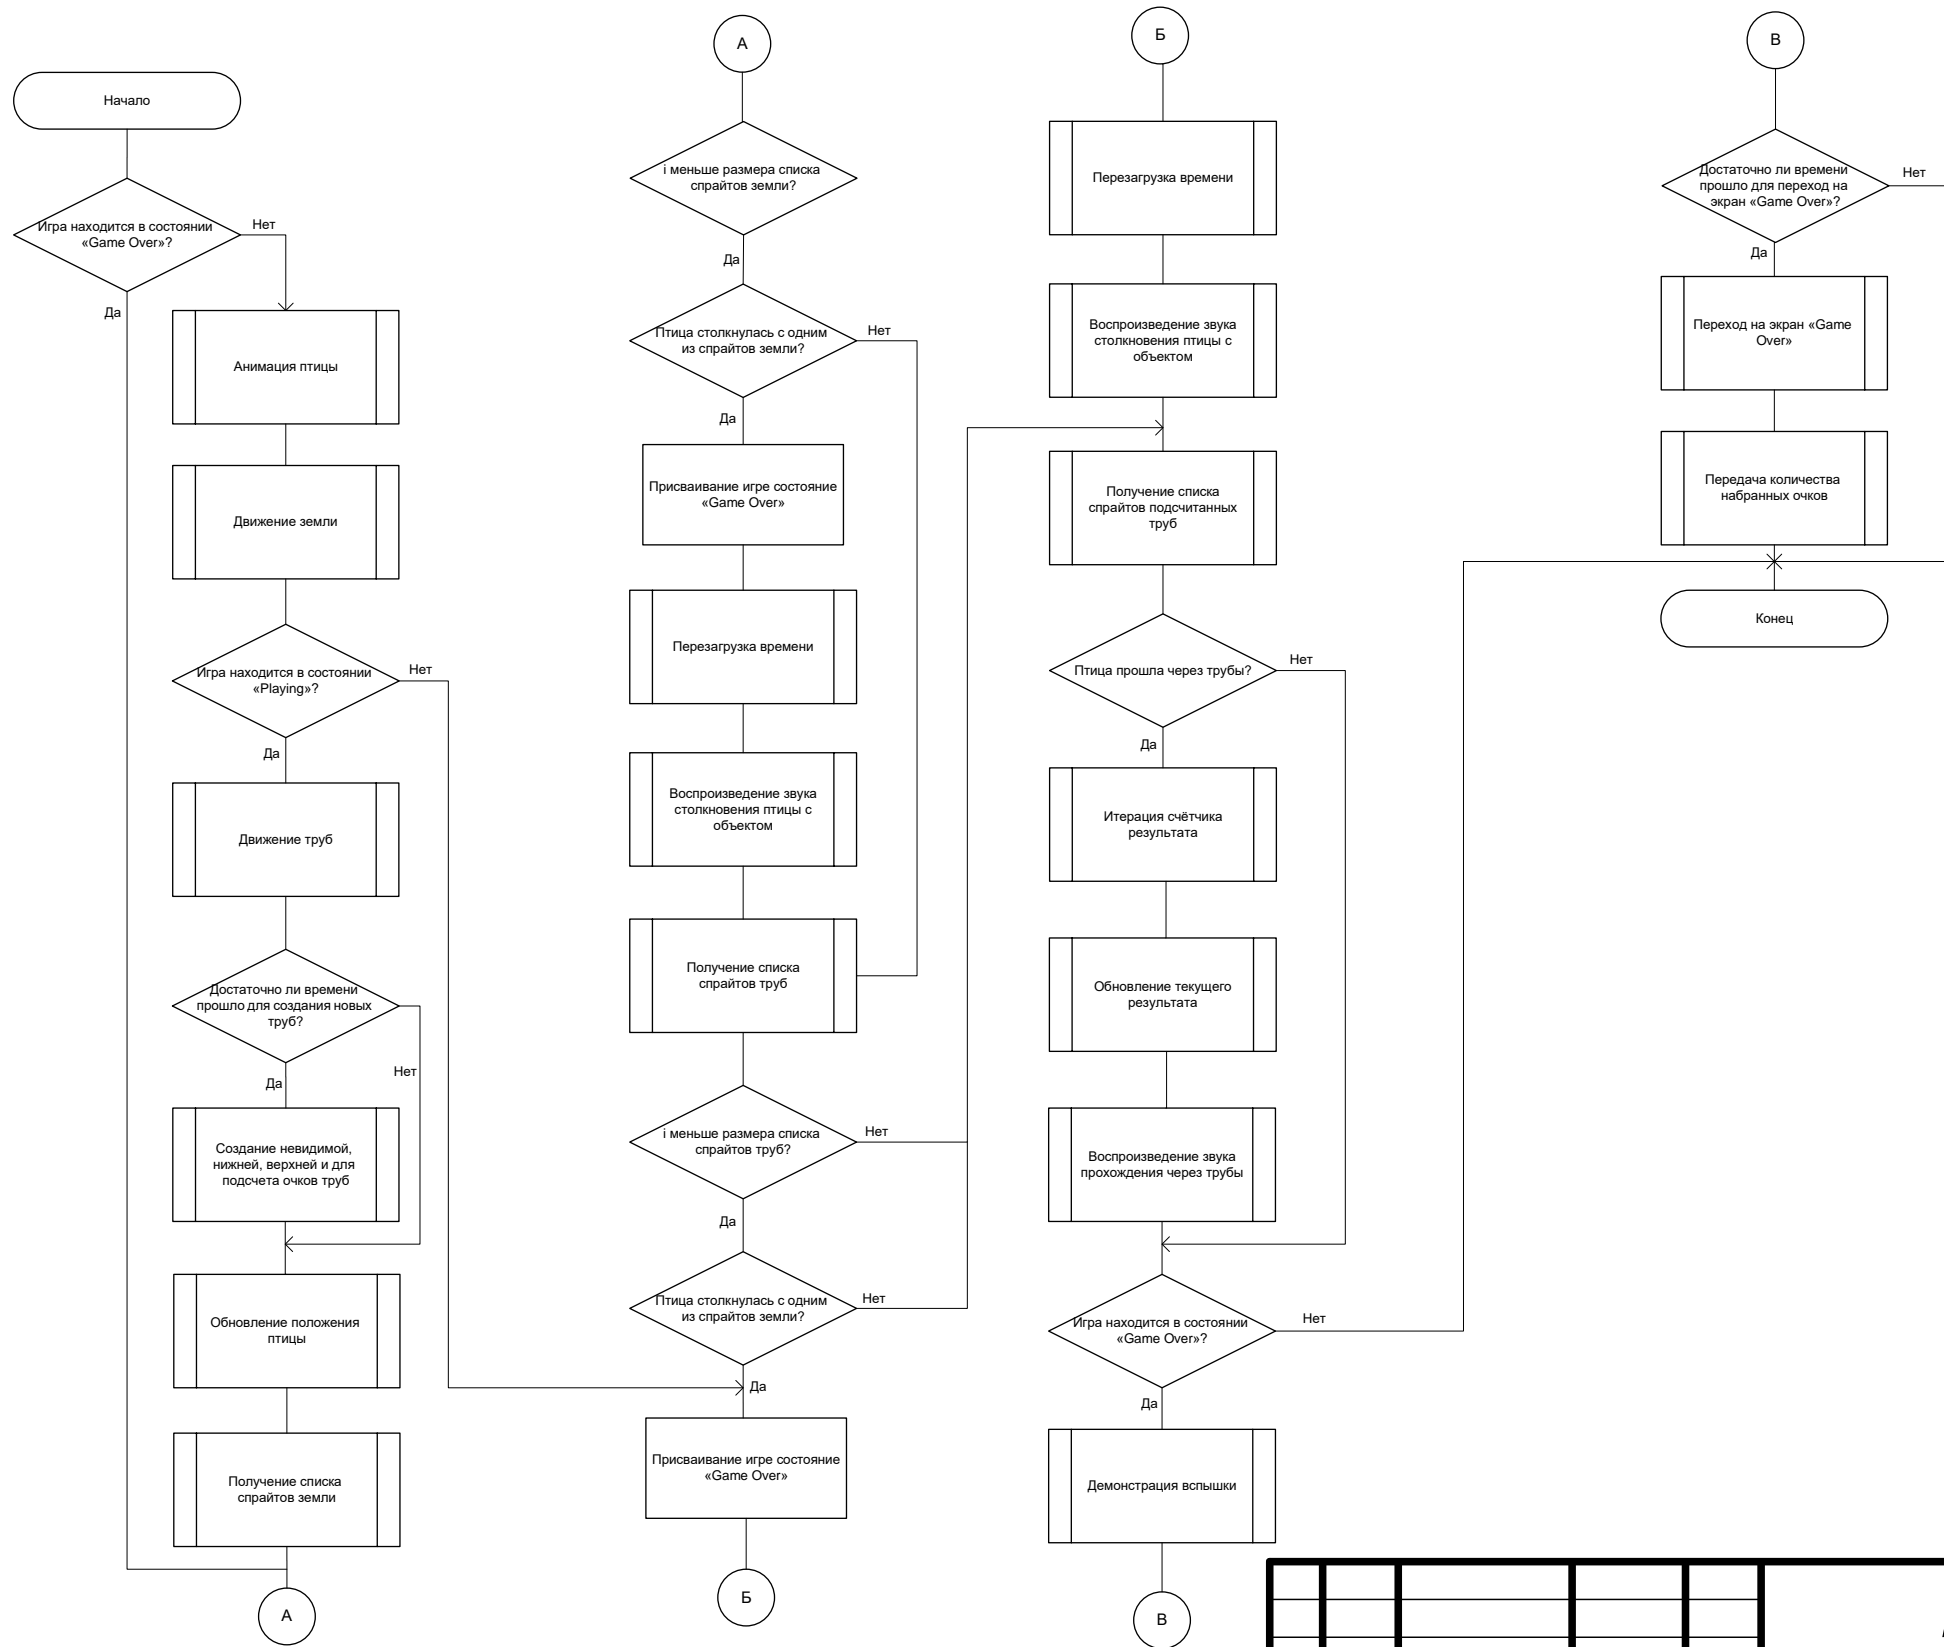 Начало
Игра находится в состоянии
«Game Over»?
Нет
Да
Анимация птицы
Движение земли
Игра находится в состоянии
«Playing»?
Нет
Да
Движение труб
Достаточно ли времени
прошло для создания новых
труб?
Нет
Да
Создание невидимой,
нижней, верхней и для
подсчета очков труб
Обновление положения
птицы
Получение списка
спрайтов земли
А
А
i меньше размера списка
спрайтов земли?
Да
Птица столкнулась с одним
из спрайтов земли?
Нет
Да
Присваивание игре состояние
«Game Over»
Перезагрузка времени
Воспроизведение звука
столкновения птицы с
объектом
Получение списка
спрайтов труб
i меньше размера списка
спрайтов труб?
Нет
Да
Птица столкнулась с одним
из спрайтов земли?
Нет
Да
Присваивание игре состояние
«Game Over»
Б
Б
Перезагрузка времени
Воспроизведение звука
столкновения птицы с
объектом
Получение списка
спрайтов подсчитанных
труб
Птица прошла через трубы?
Нет
Да
Итерация счётчика
результата
Обновление текущего
результата
Воспроизведение звука
прохождения через трубы
Игра находится в состоянии
«Game Over»?
Нет
Да
Демонстрация вспышки
В
В
Достаточно ли времени
прошло для переход на
экран «Game Over»?
Нет
Да
Переход на экран «Game
Over»
Передача количества
набранных очков
Конец